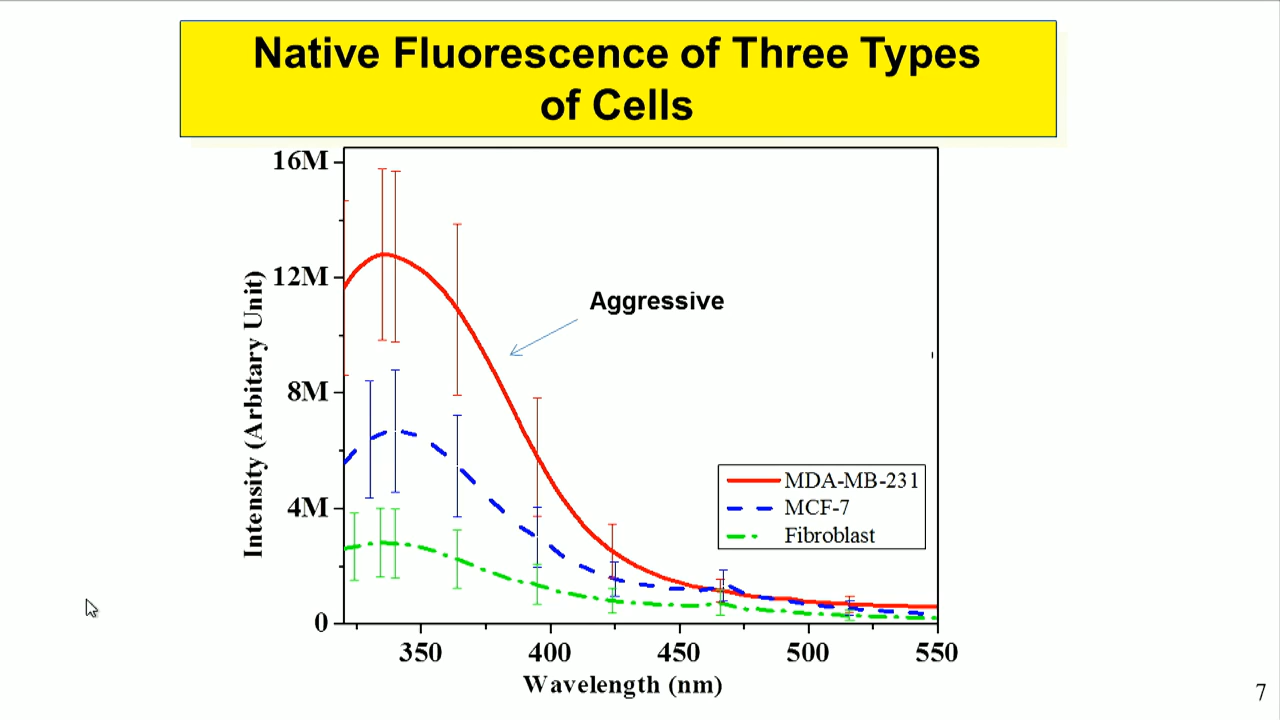 Native Fluorescence of Three Types
of Cells
16M
12M
8M
4M
0
Intensity (Arbitary Unit)
Aggressive
MDA-MB-231
MCF-7
Fibroblast
350
400
450
500
550
Wavelength (nm)
7